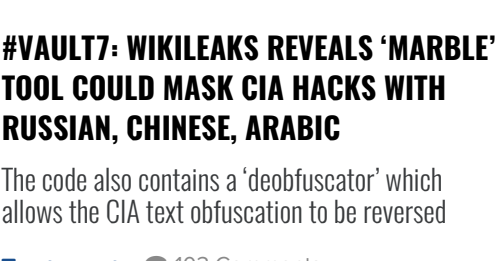 #VAULT7: WIKILEAKS REVEALS ‘MARBLE’
TOOL COULD MASK CIA HACKS WITH
RUSSIAN, CHINESE, ARABIC
The code also contains a ‘deobfuscator’ which
allows the CIA text obfuscation to be reversed